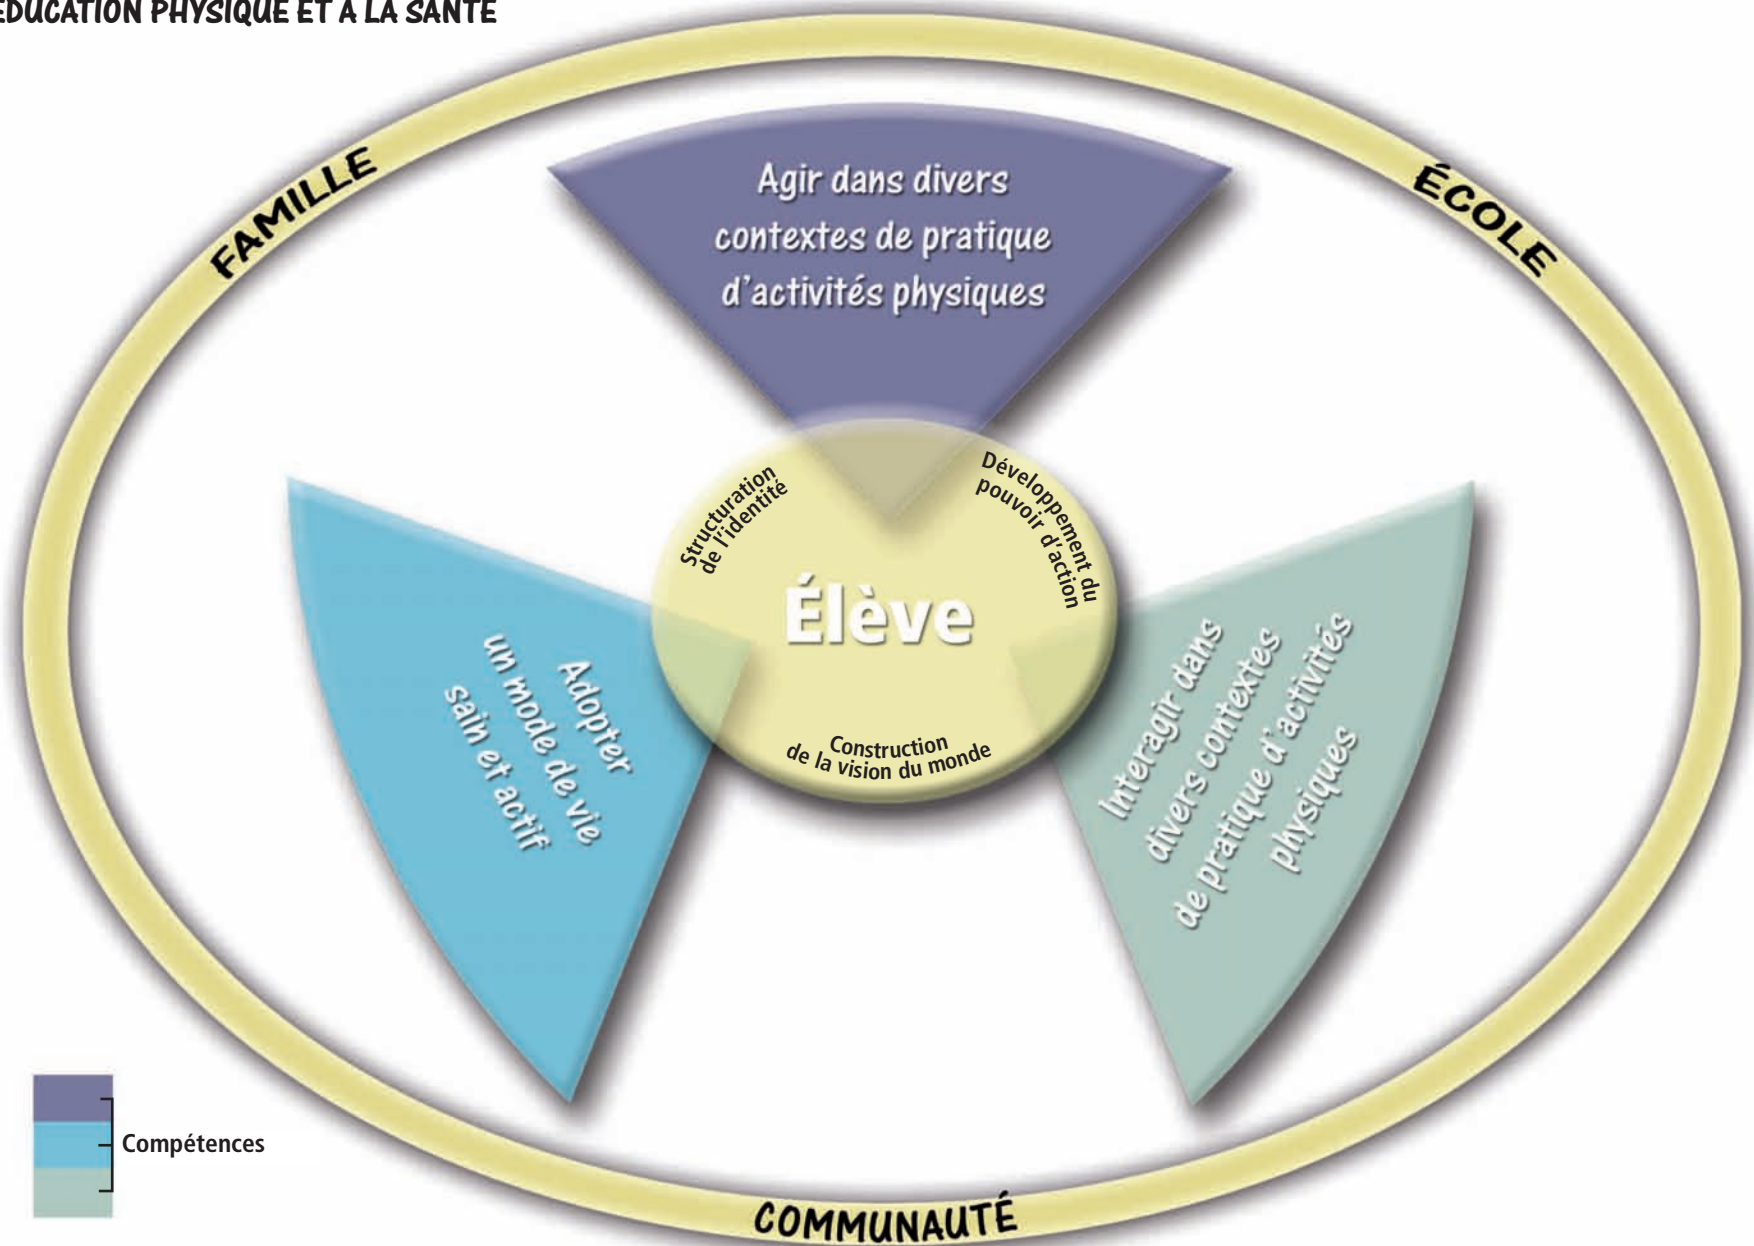 ÉDUCATION PHYSIQUE ET À LA SANTÉ
FAMILLE
ÉCOLE
Agir dans divers
contextes de pratique
d'activités physiques
Structuration
de l'identité
Développement du
pouvoir d'action
Élève
Construction
de la vision du monde
Adopter
un mode de vie
sain et actif
Interagir dans
divers contextes
de pratique d'activités
physiques
Compétences
COMMUNAUTÉ